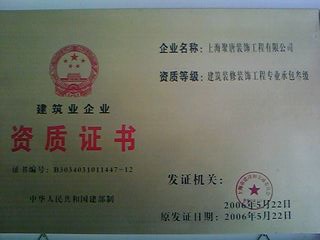 企业名称：上海聚唐装饰工程有限公司
资质等级：建筑装修装饰工程专业承包叁级
建筑业企业
资质证书
证书编号：B3034031011447-12
中华人民共和国建设部制
发证机关：
2006年5月22日
原发证日期：2006年5月22日